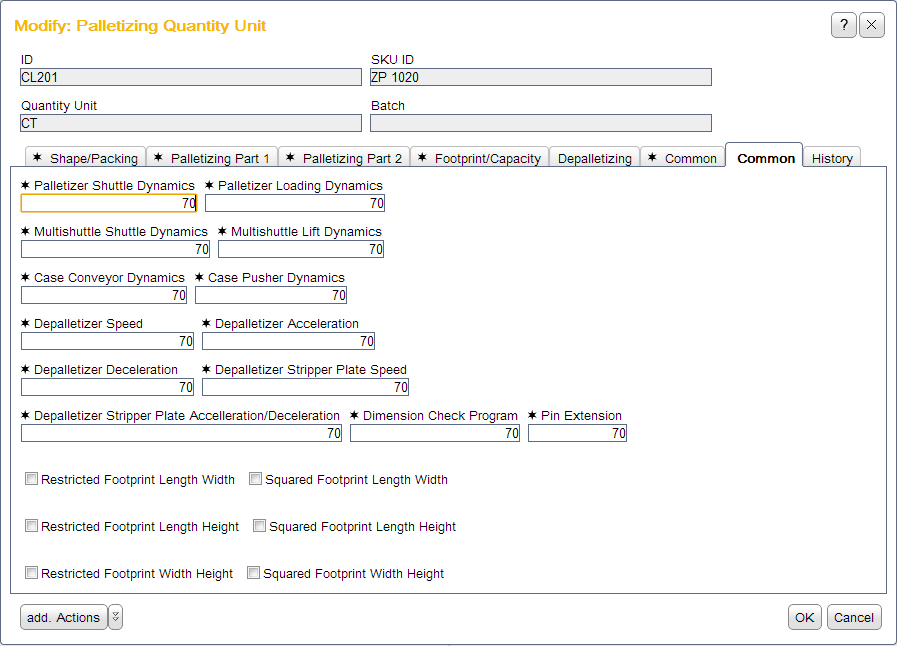 Modify: Palletizing Quantity Unit
?
ID SKU ID
CL201 ZP 1020
Quantity Unit Batch
CT
✶ Shape/Packing ✶ Palletizing Part 1 ✶ Palletizing Part 2 ✶ Footprint/Capacity Depalletizing ✶ Common Common History
✶ Palletizer Shuttle Dynamics ✶ Palletizer Loading Dynamics
70 70
✶ Multishuttle Shuttle Dynamics ✶ Multishuttle Lift Dynamics
70 70
✶ Case Conveyor Dynamics ✶ Case Pusher Dynamics
70 70
✶ Depalletizer Speed ✶ Depalletizer Acceleration
70 70
✶ Depalletizer Deceleration ✶ Depalletizer Stripper Plate Speed
70 70
✶ Depalletizer Stripper Plate Accelleration/Deceleration ✶ Dimension Check Program ✶ Pin Extension
70 70 70
Restricted Footprint Length Width Squared Footprint Length Width
Restricted Footprint Length Height Squared Footprint Length Height
Restricted Footprint Width Height Squared Footprint Width Height
add. Actions OK Cancel